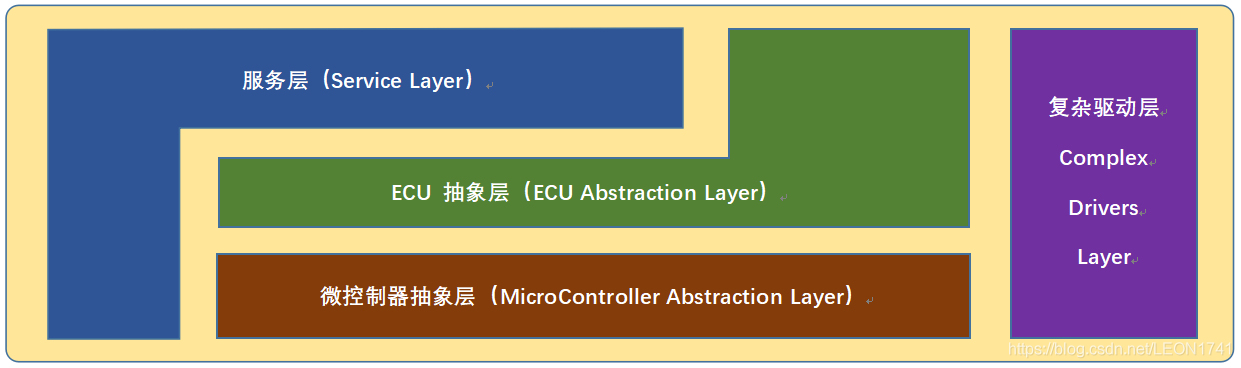 服务层（Service Layer）
ECU 抽象层（ECU Abstraction Layer）
微控制器抽象层（MicroController Abstraction Layer）
复杂驱动层
Complex
Drivers
Layer
https://blog.csdn.net/LEON1741